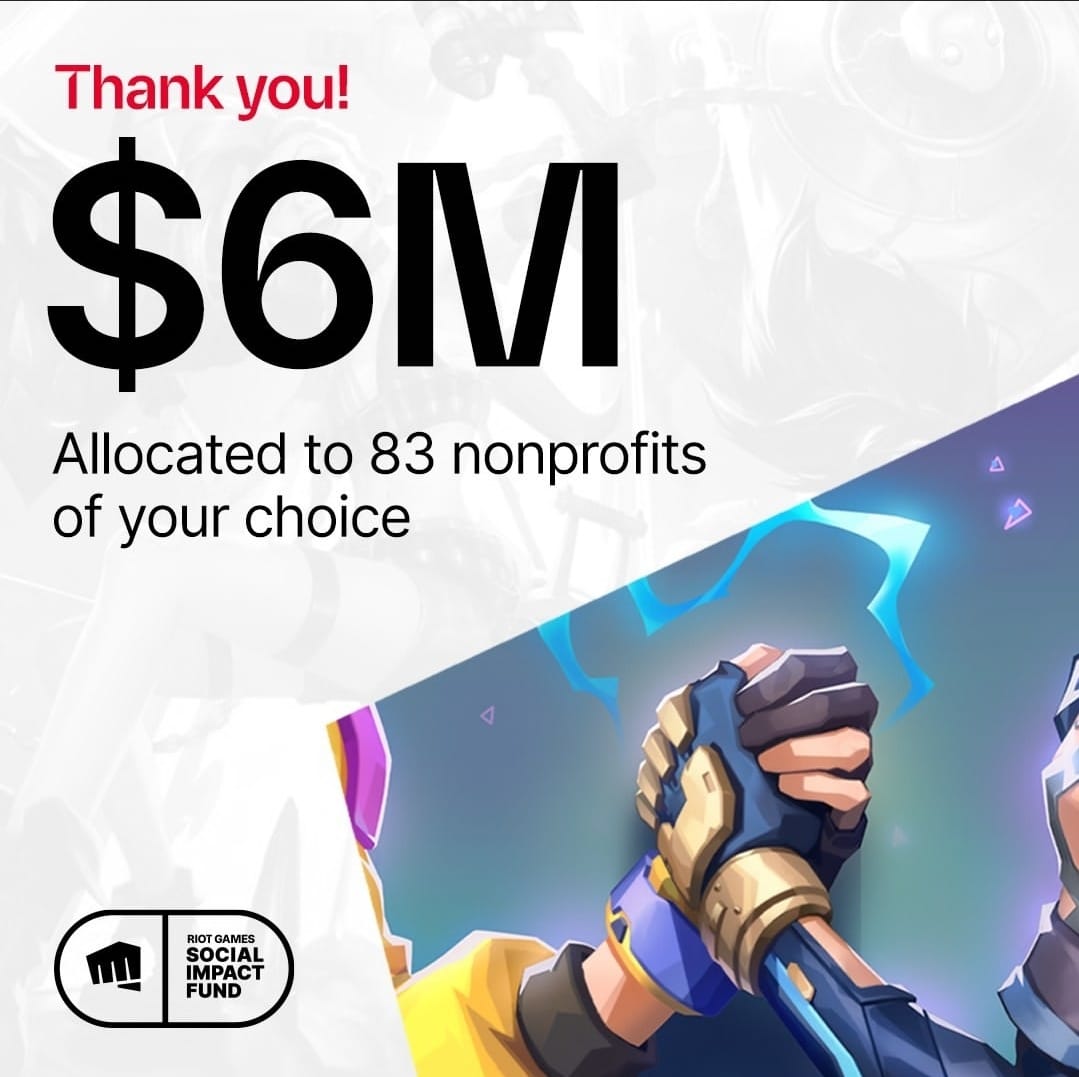 Thank you!
$6M
Allocated to 83 nonprofits
of your choice
RIOT GAMES
SOCIAL
IMPACT
FUND